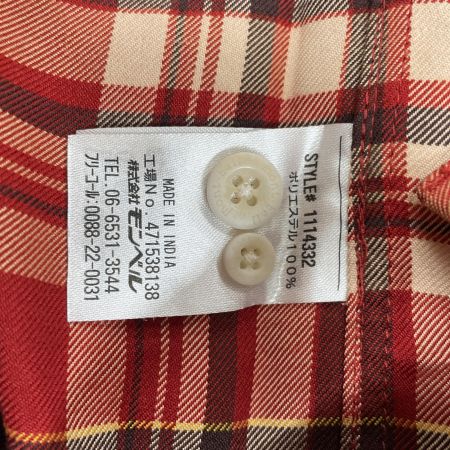 STYLE# 1114332
ポリエステル100%
MADE IN INDIA
工場No. 471538138
株式会社モンベル
TEL. 06-6531-3544
フリーコール: 0088-22-0031